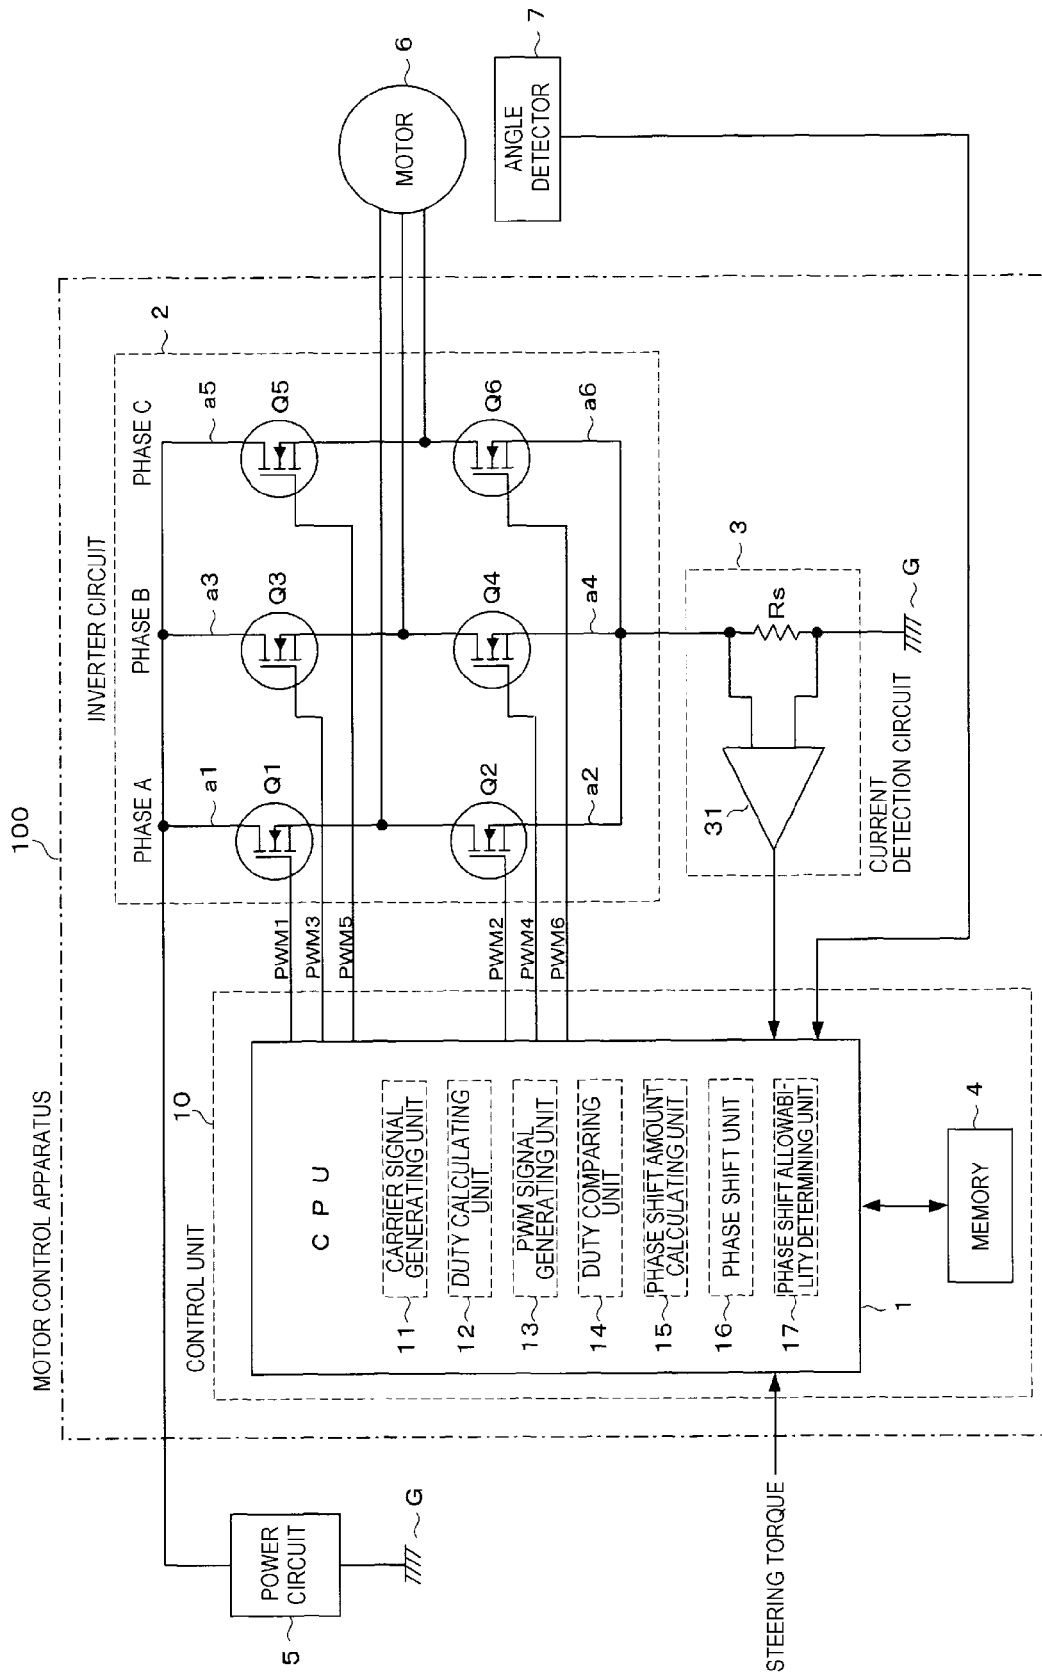 100
MOTOR CONTROL APPARATUS
INVERTER CIRCUIT
2
PHASE A
PHASE B
PHASE C
a1
a3
a5
Q1
Q3
Q5
Q2
Q4
Q6
a2
a4
a6
MOTOR
6
ANGLE
DETECTOR
7
POWER
CIRCUIT
5
G
PWM1
PWM3
PWM5
PWM2
PWM4
PWM6
CONTROL UNIT
10
CPU
11
CARRIER SIGNAL
GENERATING UNIT
12
DUTY CALCULATING
UNIT
13
PWM SIGNAL
GENERATING UNIT
14
DUTY COMPARING
UNIT
15
PHASE SHIFT AMOUNT
CALCULATING UNIT
16
PHASE SHIFT UNIT
17
PHASE SHIFT ALLOWABI-
LITY DETERMINING UNIT
1
STEERING TORQUE
MEMORY
4
31
3
Rs
G
CURRENT
DETECTION CIRCUIT